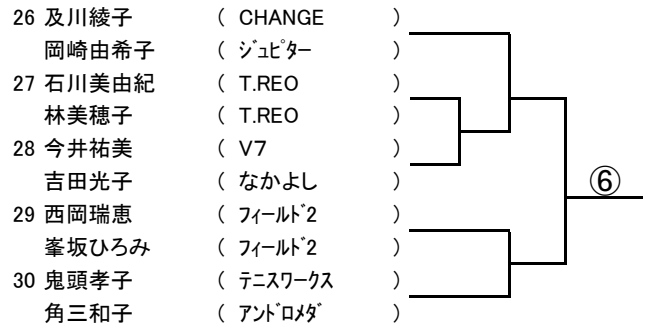 26 及川綾子 ( CHANGE )
岡崎由希子 ( ｼﾞｭﾋﾟﾀｰ )
27 石川美由紀 ( T.REO )
林美穂子 ( T.REO )
28 今井祐美 ( V7 )
吉田光子 ( なかよし )
⑥
29 西岡瑞恵 ( ﾌｨｰﾙﾄﾞ2 )
峯坂ひろみ ( ﾌｨｰﾙﾄﾞ2 )
30 鬼頭孝子 ( ﾃﾆｽﾜｰｸｽ )
角三和子 ( ｱﾝﾄﾞﾛﾒﾀﾞ )